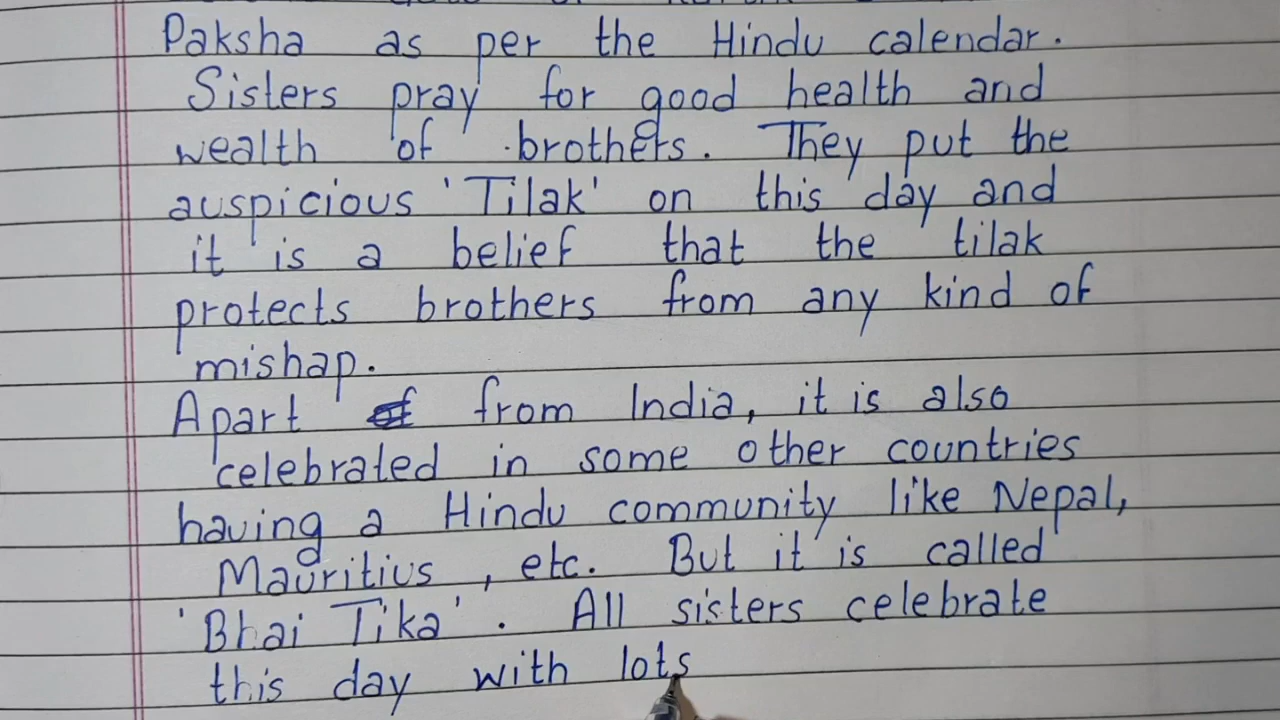 Paksha as per the Hindu calendar.
Sisters pray for good health and
wealth of brothers. They put the
auspicious 'Tilak' on this day and
it is a belief that the tilak
protects brothers from any kind of
mishap.
Apart from India, it is also
celebrated in some other countries
having a Hindu community like Nepal,
Mauritius, etc. But it is called
'Bhai Tika'. All sisters celebrate
this day with lots